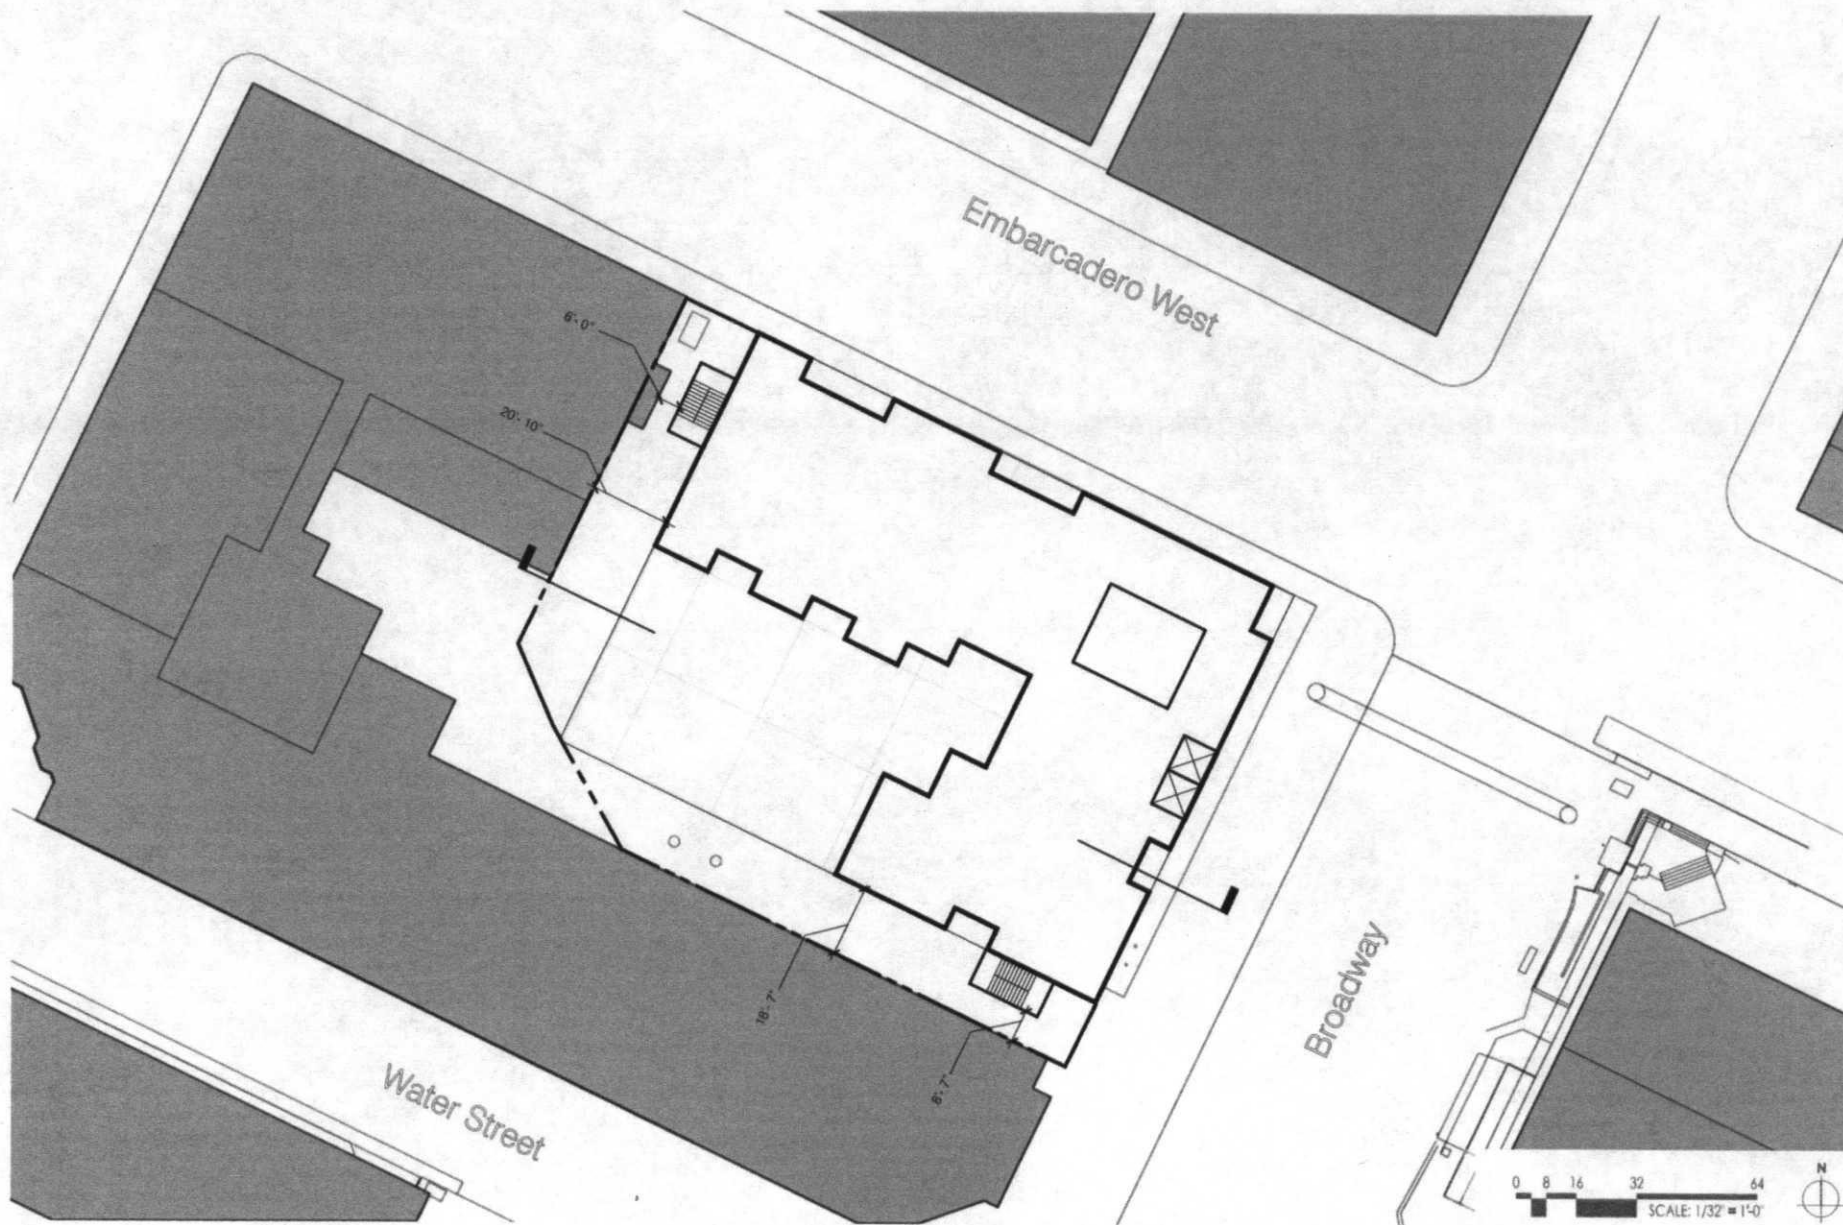 Embarcadero West
6'- 0"
20'- 10"
18'- 7"
8'- 7"
Broadway
Water Street
N
0 8 16 32 64
SCALE: 1/32" = 1'-0"